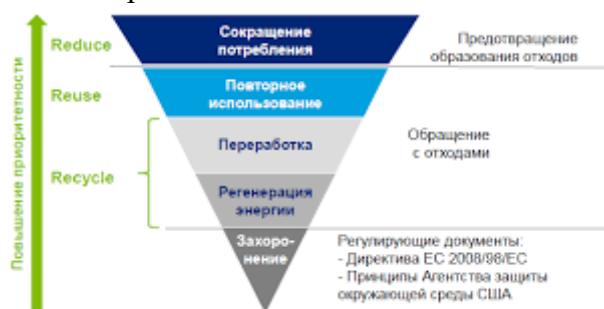 Повышение приоритетности
Reduce
Сокращение
потребления
Предотвращение
образования отходов
Reuse
Повторное
использование
Recycle
Переработка
Регенерация
энергии
Обращение
с отходами
Захоро-
нение
Регулирующие документы:
- Директива ЕС 2008/98/EC
- Принципы Агентства защиты
окружающей среды США